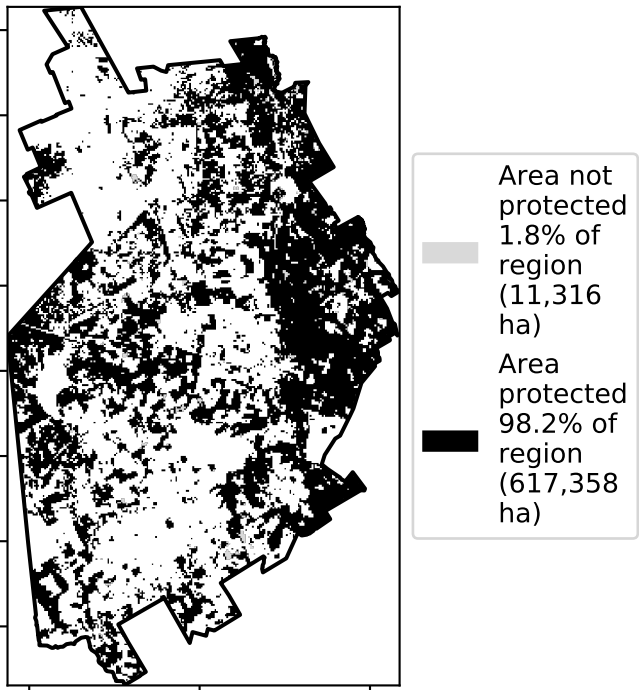 Area not
protected
1.8% of
region
(11,316
ha)
Area
protected
98.2% of
region
(617,358
ha)